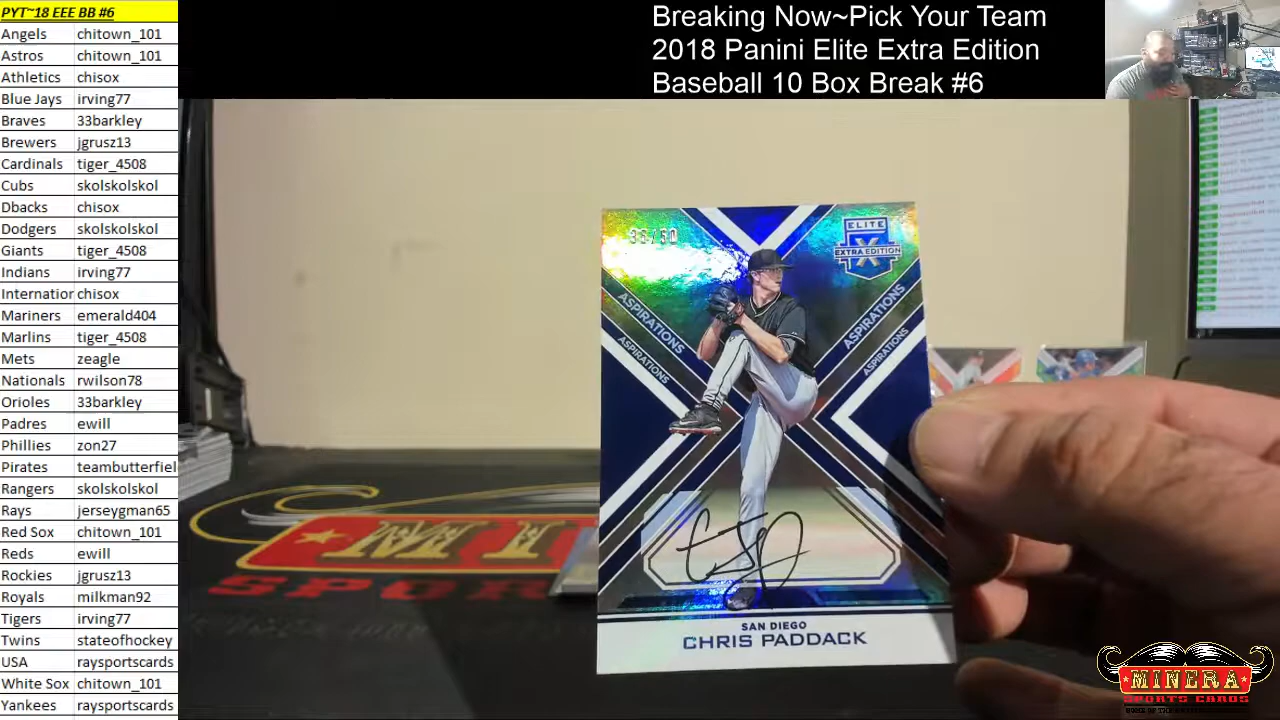 PYT~18 EEE BB #6
Angels chitown_101
Astros chitown_101
Athletics chisox
Blue Jays irving77
Braves 33barkley
Brewers jgrusz13
Cardinals tiger_4508
Cubs skolskolskol
Dbacks chisox
Dodgers skolskolskol
Giants tiger_4508
Indians irving77
Internation chisox
Mariners emerald404
Marlins tiger_4508
Mets zeagle
Nationals rwilson78
Orioles 33barkley
Padres ewill
Phillies zon27
Pirates teambutterfiel
Rangers skolskolskol
Rays jerseygman65
Red Sox chitown_101
Reds ewill
Rockies jgrusz13
Royals milkman92
Tigers irving77
Twins stateofhockey
USA raysportscards
White Sox chitown_101
Yankees raysportscards
Breaking Now~Pick Your Team
2018 Panini Elite Extra Edition
Baseball 10 Box Break #6
ELITE
X
EXTRA EDITION
ASPIRATIONS
ASPIRATIONS
ASPIRATIONS
ASPIRATIONS
SAN DIEGO
CHRIS PADDACK
MINERA
SPORTS CARDS